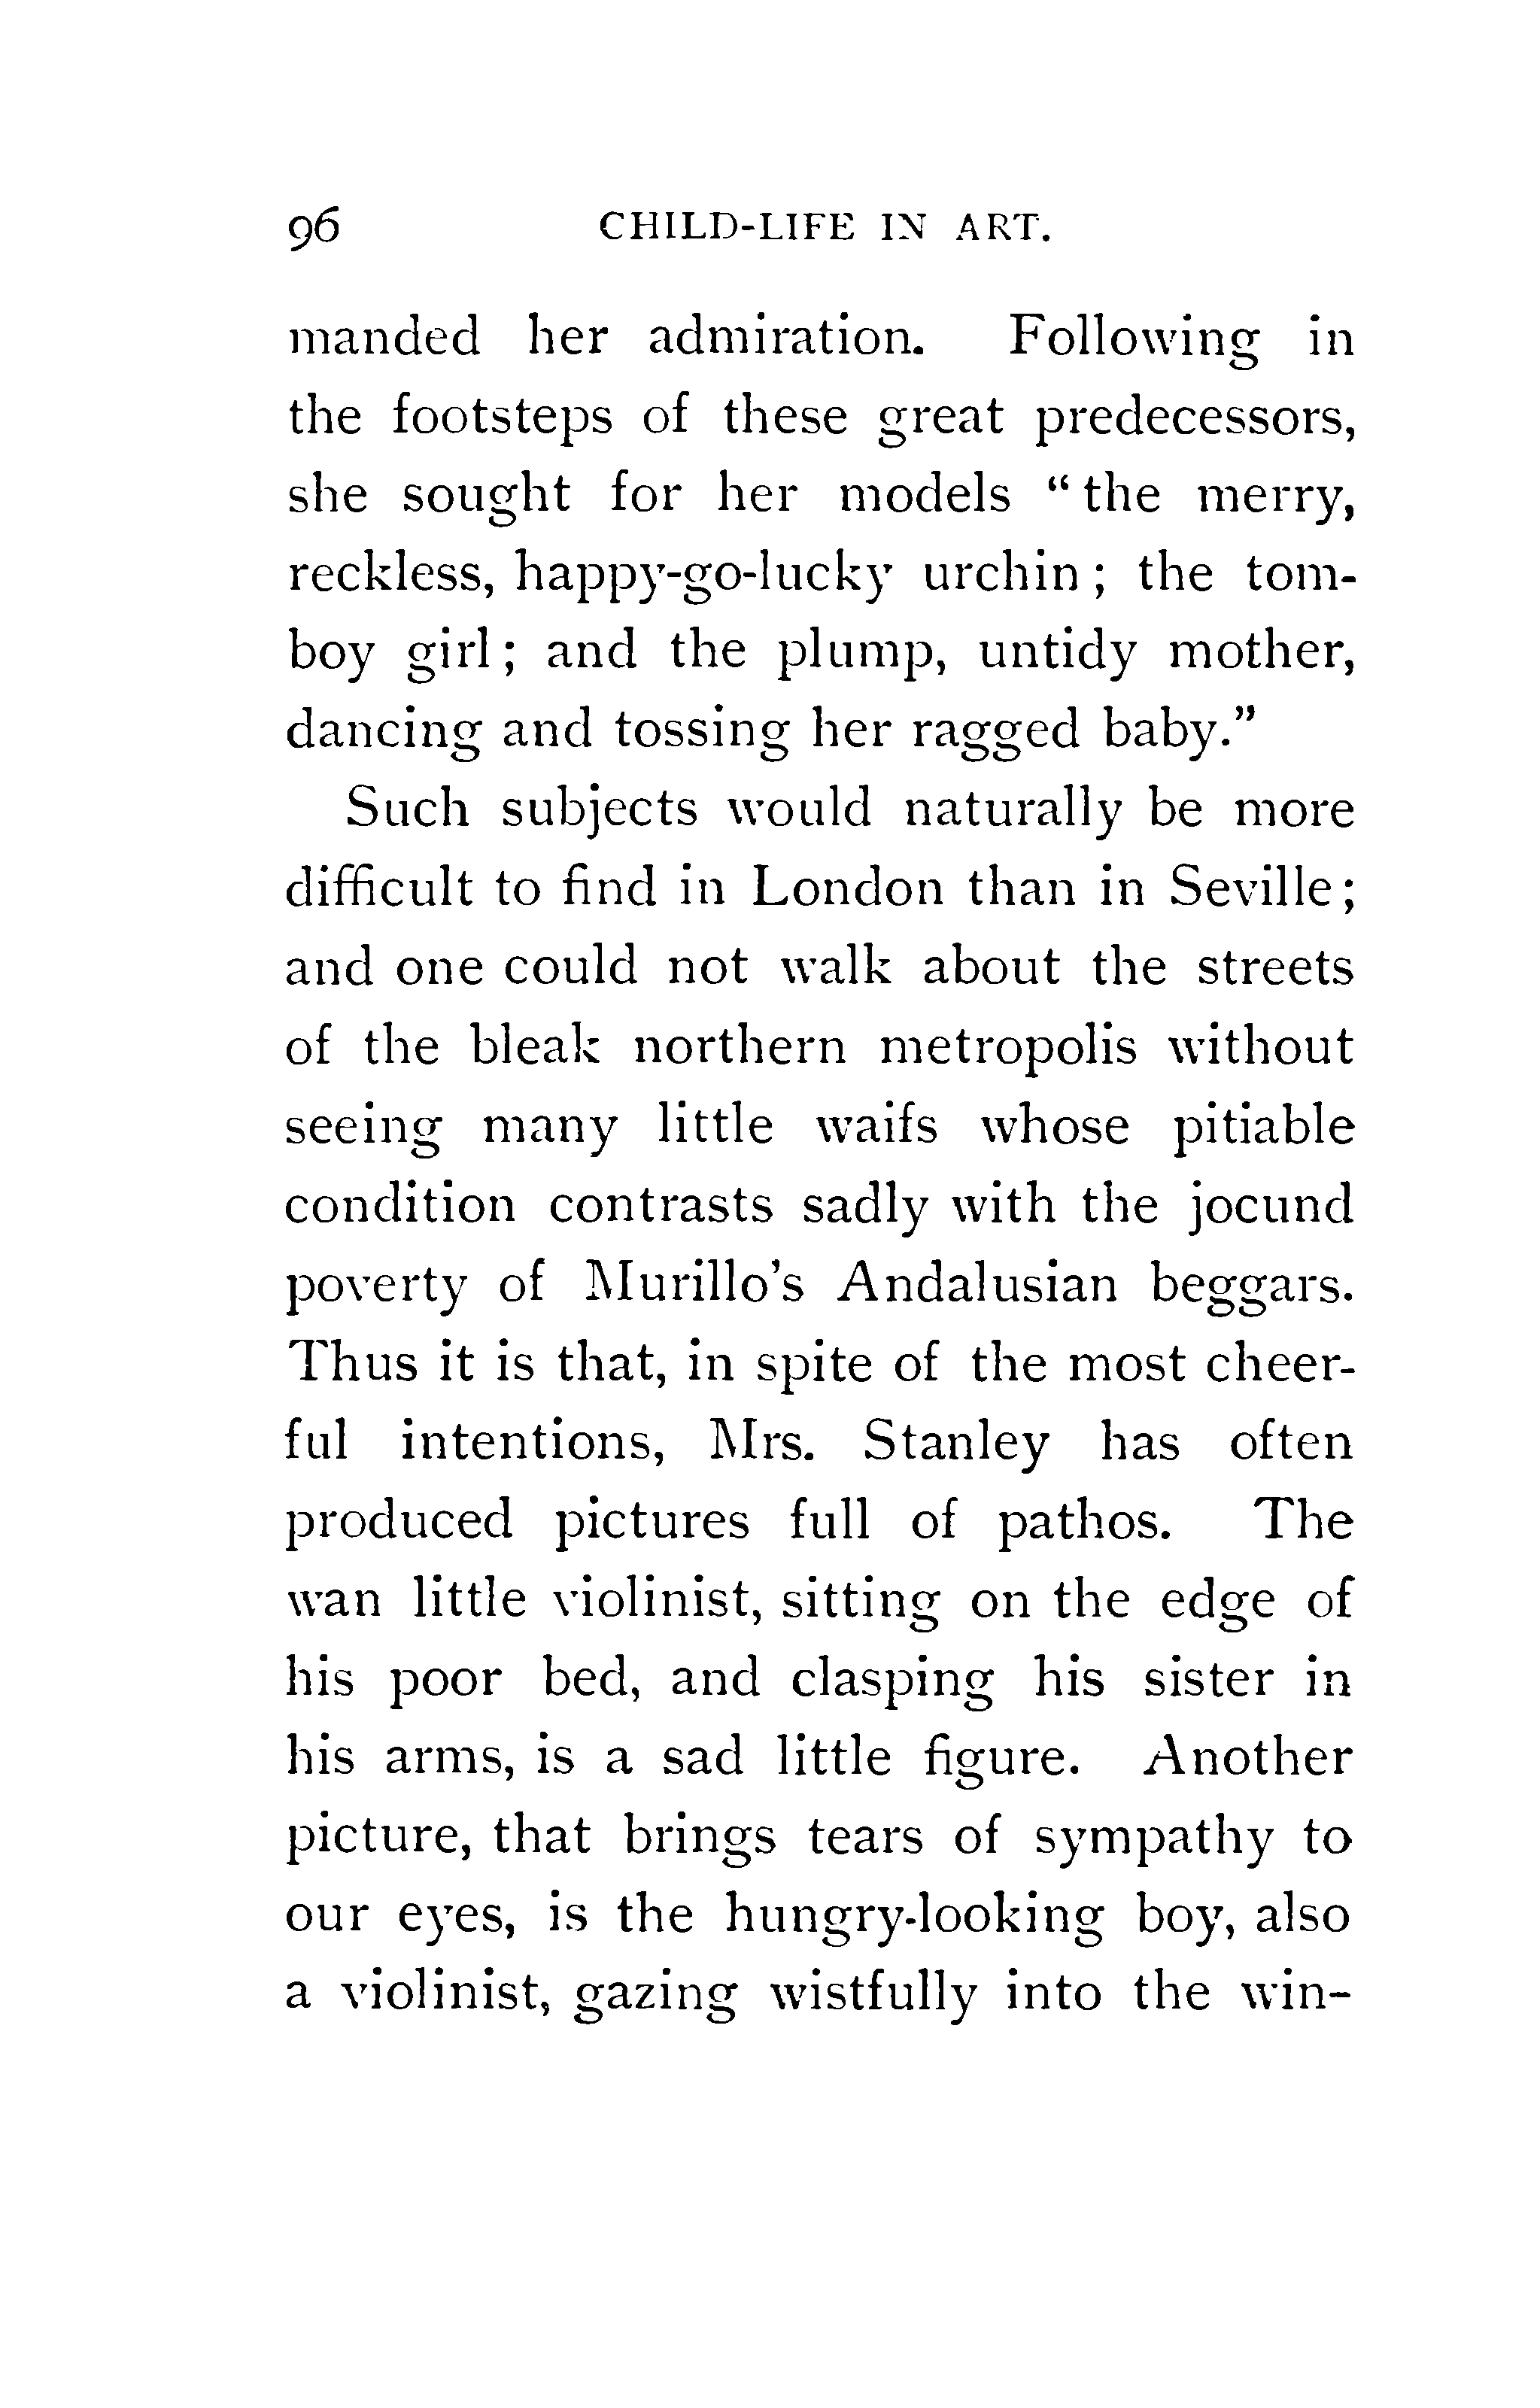 96 CHILD-LIFE IN ART.
manded her admiration. Following in
the footsteps of these great predecessors,
she sought for her models "the merry,
reckless, happy-go-lucky urchin; the tom-
boy girl; and the plump, untidy mother,
dancing and tossing her ragged baby."
Such subjects would naturally be more
difficult to find in London than in Seville;
and one could not walk about the streets
of the bleak northern metropolis without
seeing many little waifs whose pitiable
condition contrasts sadly with the jocund
poverty of Murillo's Andalusian beggars.
Thus it is that, in spite of the most cheer-
ful intentions, Mrs. Stanley has often
produced pictures full of pathos. The
wan little violinist, sitting on the edge of
his poor bed, and clasping his sister in
his arms, is a sad little figure. Another
picture, that brings tears of sympathy to
our eyes, is the hungry-looking boy, also
a violinist, gazing wistfully into the win-